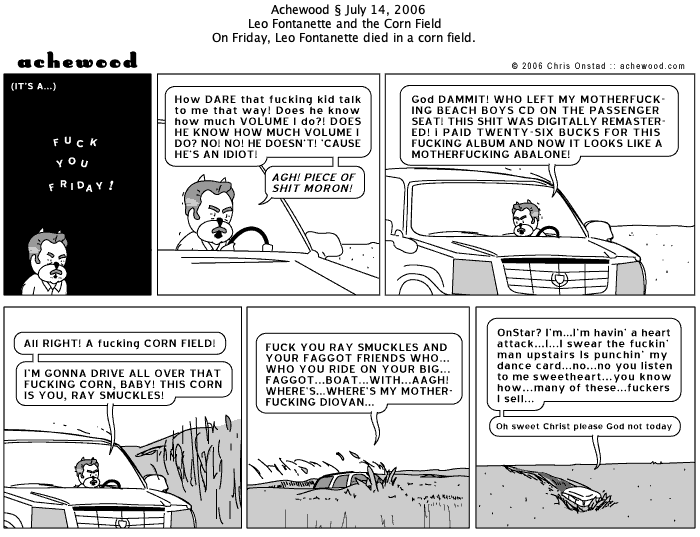 Achewood § July 14, 2006
Leo Fontanette and the Corn Field
On Friday, Leo Fontanette died in a corn field.
achewood
© 2006 Chris Onstad :: achewood.com
(IT'S A...)
FUCK
YOU
FRIDAY!
How DARE that fucking kid talk
to me that way! Does he know
how much VOLUME I do?! DOES
HE KNOW HOW MUCH VOLUME I
DO? NO! NO! HE DOESN'T! 'CAUSE
HE'S AN IDIOT!
AGH! PIECE OF
SHIT MORON!
God DAMMIT! WHO LEFT MY MOTHERFUCK-
ING BEACH BOYS CD ON THE PASSENGER
SEAT! THIS SHIT WAS DIGITALLY REMASTER-
ED! i PAID TWENTY-SIX BUCKS FOR THIS
FUCKING ALBUM AND NOW IT LOOKS LIKE A
MOTHERFUCKING ABALONE!
All RIGHT! A fucking CORN FIELD!
I'M GONNA DRIVE ALL OVER THAT
FUCKING CORN, BABY! THIS CORN
IS YOU, RAY SMUCKLES!
FUCK YOU RAY SMUCKLES AND
YOUR FAGGOT FRIENDS WHO...
WHO YOU RIDE ON YOUR BIG...
FAGGOT...BOAT...WITH...AAGH!
WHERE'S...WHERE'S MY MOTHER-
FUCKING DIOVAN...
OnStar? I'm...I'm havin' a heart
attack...I...I swear the fuckin'
man upstairs is punchin' my
dance card...no...no you listen
to me sweetheart...you know
how...many of these...fuckers
I sell...
Oh sweet Christ please God not today